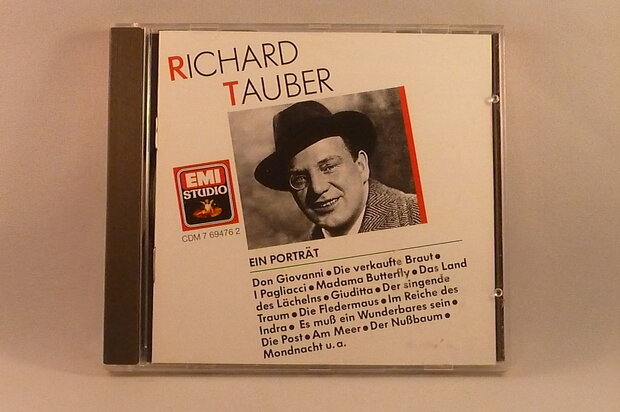 RICHARD
TAUBER
EMI
STUDIO
CDM 7 69476 2
EIN PORTRÄT
Don Giovanni • Die verkaufte Braut •
I Pagliacci • Madama Butterfly • Das Land
des Lächelns • Giuditta • Der singende
Traum • Die Fledermaus • Im Reiche des
Indra • Es muß ein Wunderbares sein •
Die Post • Am Meer • Der Nußbaum •
Mondnacht u. a.